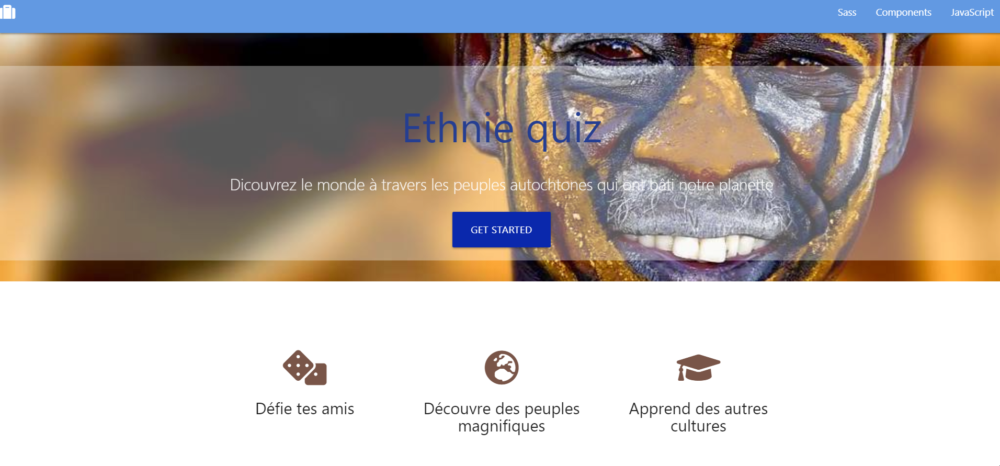 Sass Components JavaScript
Ethnie quiz
Dicouvrez le monde à travers les peuples autochtones qui ont bâti notre planette
GET STARTED
Défie tes amis
Découvre des peuples
magnifiques
Apprend des autres
cultures